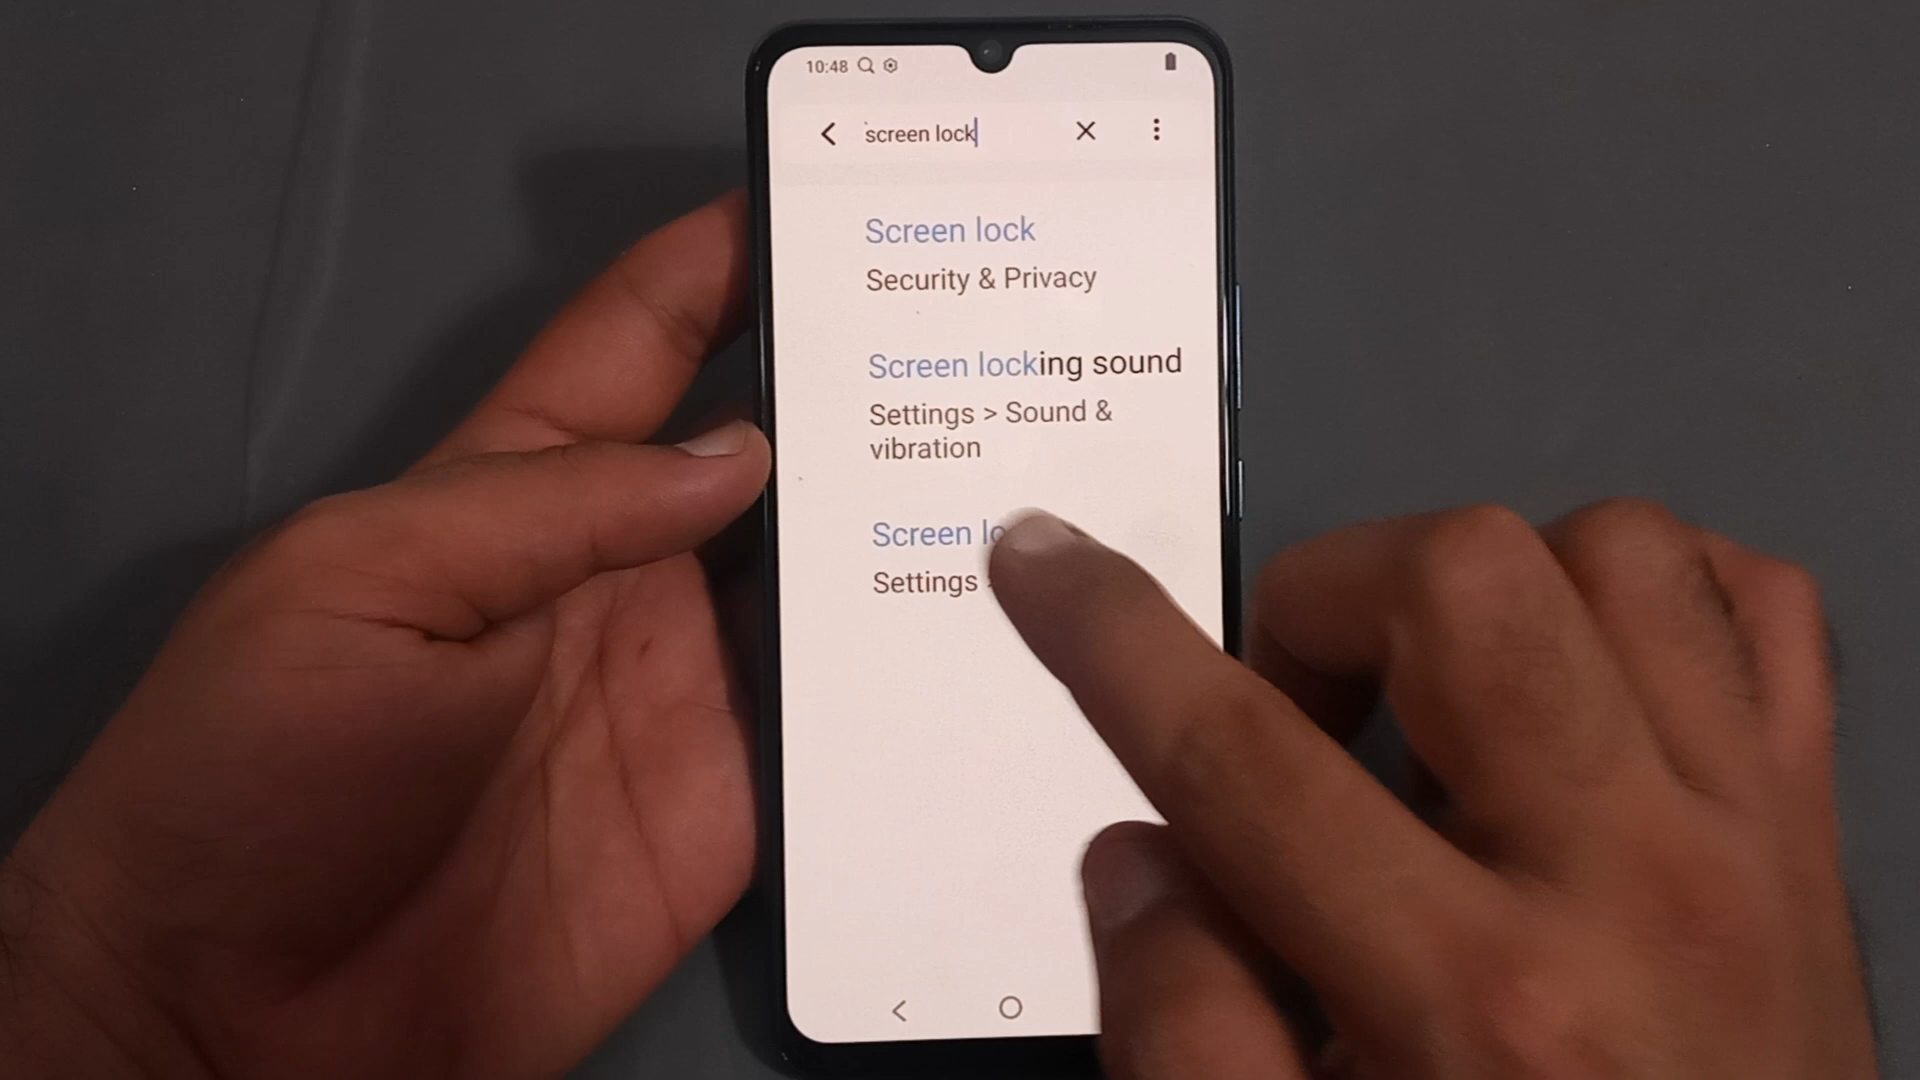 10:48
screen lock
Screen lock
Security & Privacy
Screen locking sound
Settings > Sound &
vibration
Screen
Settings